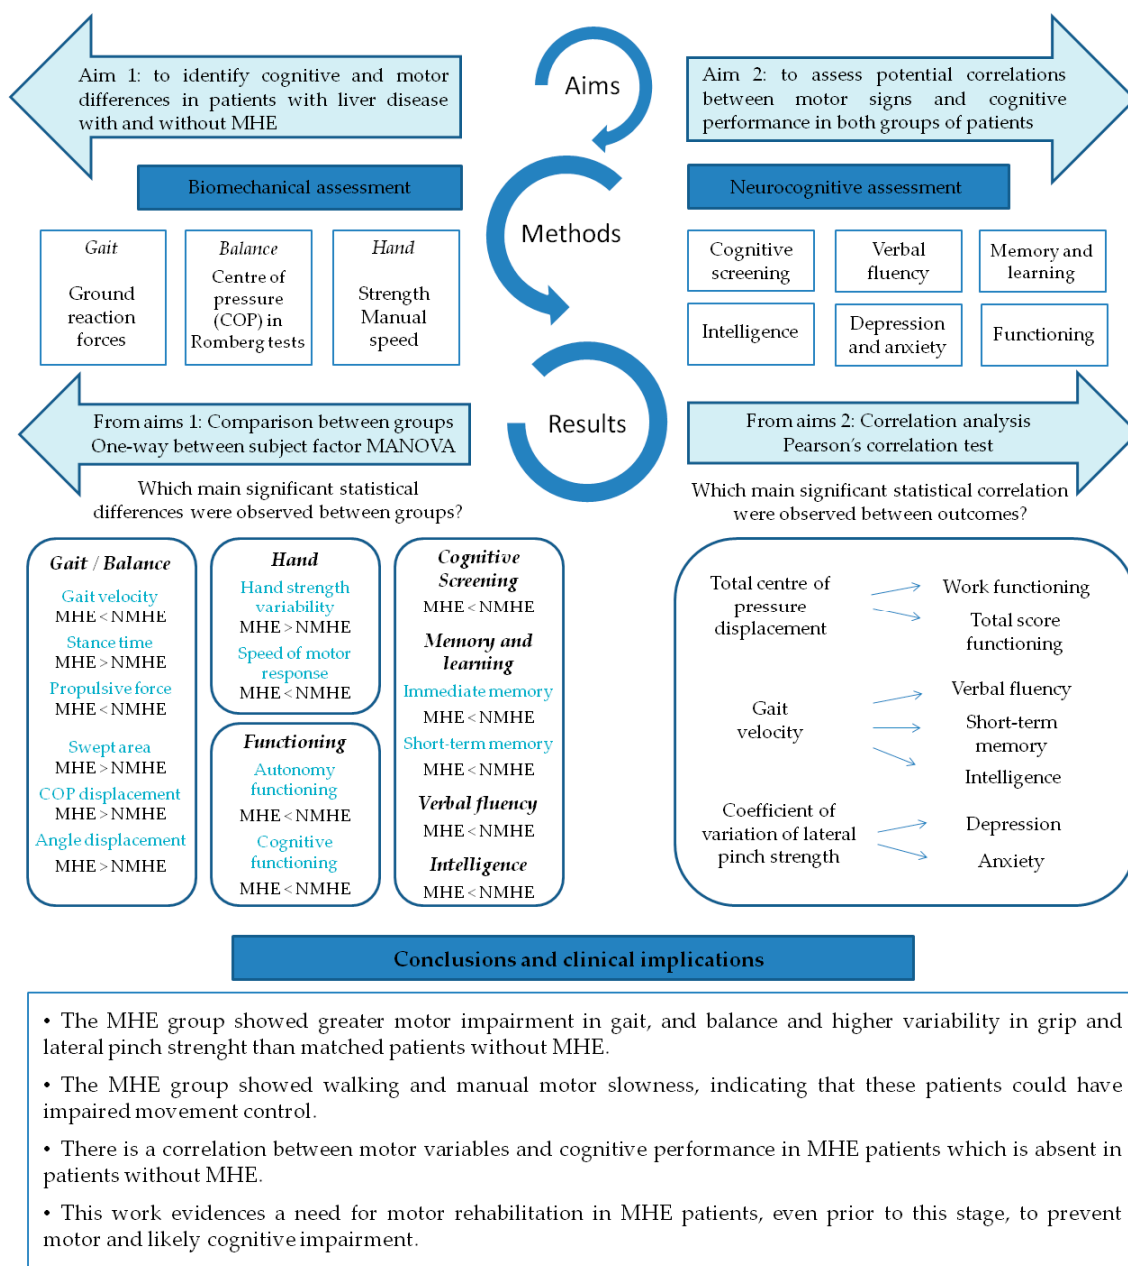 Aims
Aim 1: to identify cognitive and motor
differences in patients with liver disease
with and without MHE
Aim 2: to assess potential correlations
between motor signs and cognitive
performance in both groups of patients
Methods
Biomechanical assessment
Gait
Ground
reaction
forces
Balance
Centre of
pressure
(COP) in
Romberg tests
Hand
Strength
Manual
speed
Neurocognitive assessment
Cognitive
screening
Verbal
fluency
Memory and
learning
Intelligence
Depression
and anxiety
Functioning
Results
From aims 1: Comparison between groups
One-way between subject factor MANOVA
Which main significant statistical
differences were observed between groups?
Gait / Balance
Gait velocity
MHE < NMHE
Stance time
MHE > NMHE
Propulsive force
MHE < NMHE
Swept area
MHE > NMHE
COP displacement
MHE > NMHE
Angle displacement
MHE > NMHE
Hand
Hand strength
variability
MHE > NMHE
Speed of motor
response
MHE < NMHE
Functioning
Autonomy
functioning
MHE < NMHE
Cognitive
functioning
MHE < NMHE
Cognitive
Screening
MHE < NMHE
Memory and
learning
Immediate memory
MHE < NMHE
Short-term memory
MHE < NMHE
Verbal fluency
MHE < NMHE
Intelligence
MHE < NMHE
From aims 2: Correlation analysis
Pearson's correlation test
Which main significant statistical correlation
were observed between outcomes?
Total centre of
pressure
displacement
Work functioning
Total score
functioning
Gait
velocity
Verbal fluency
Short-term
memory
Intelligence
Coefficient of
variation of lateral
pinch strength
Depression
Anxiety
Conclusions and clinical implications
• The MHE group showed greater motor impairment in gait, and balance and higher variability in grip and
lateral pinch strenght than matched patients without MHE.
• The MHE group showed walking and manual motor slowness, indicating that these patients could have
impaired movement control.
• There is a correlation between motor variables and cognitive performance in MHE patients which is absent in
patients without MHE.
• This work evidences a need for motor rehabilitation in MHE patients, even prior to this stage, to prevent
motor and likely cognitive impairment.